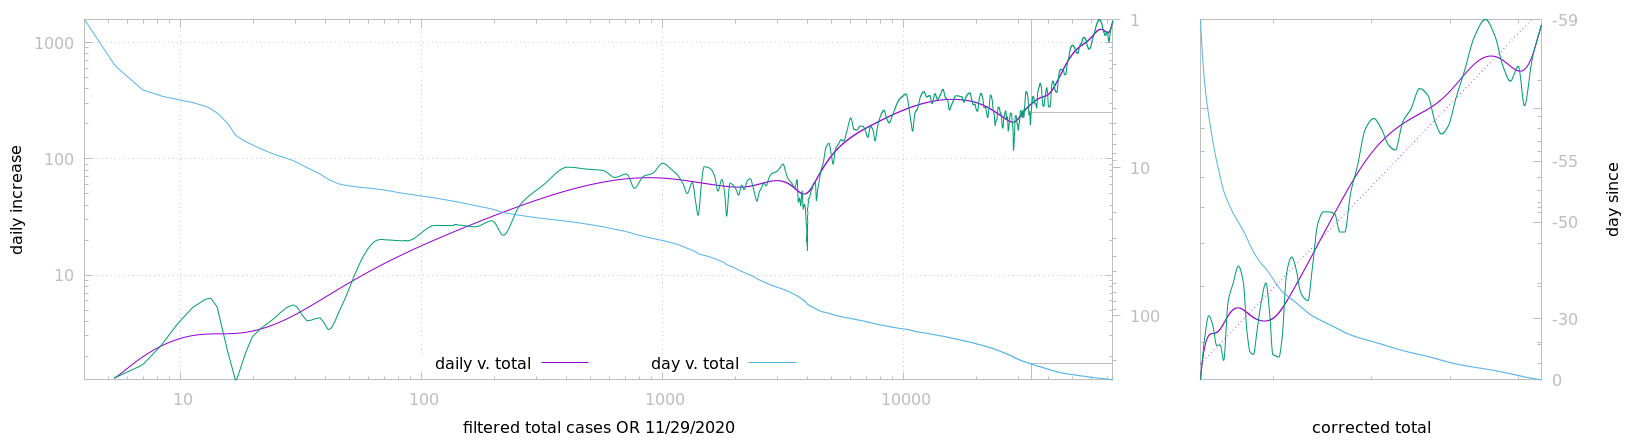 1000
100
10
daily increase
daily v. total
day v. total
10
100
1000
10000
filtered total cases OR 11/29/2020
1
10
100
-59
-55
-50
-30
0
day since
corrected total